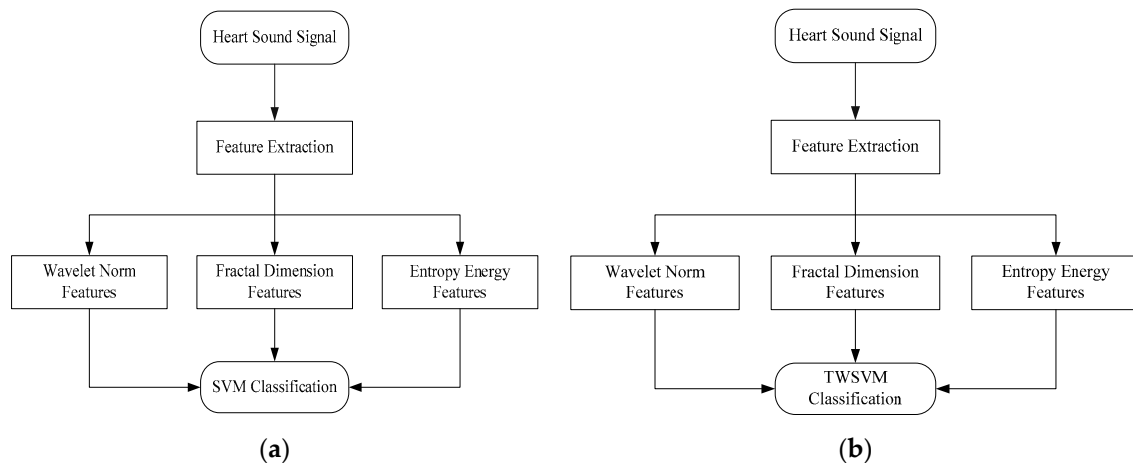 Heart Sound Signal
Feature Extraction
Wavelet Norm
Features
Fractal Dimension
Features
Entropy Energy
Features
SVM Classification
(a)
Heart Sound Signal
Feature Extraction
Wavelet Norm
Features
Fractal Dimension
Features
Entropy Energy
Features
TWSVM
Classification
(b)